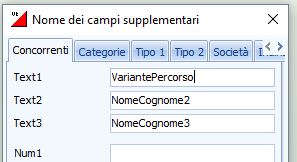 Nome dei campi supplementari
Concorrenti Categorie Tipo 1 Tipo 2 Società
Text1 VariantePercorso
Text2 NomeCognome2
Text3 NomeCognome3
Num1